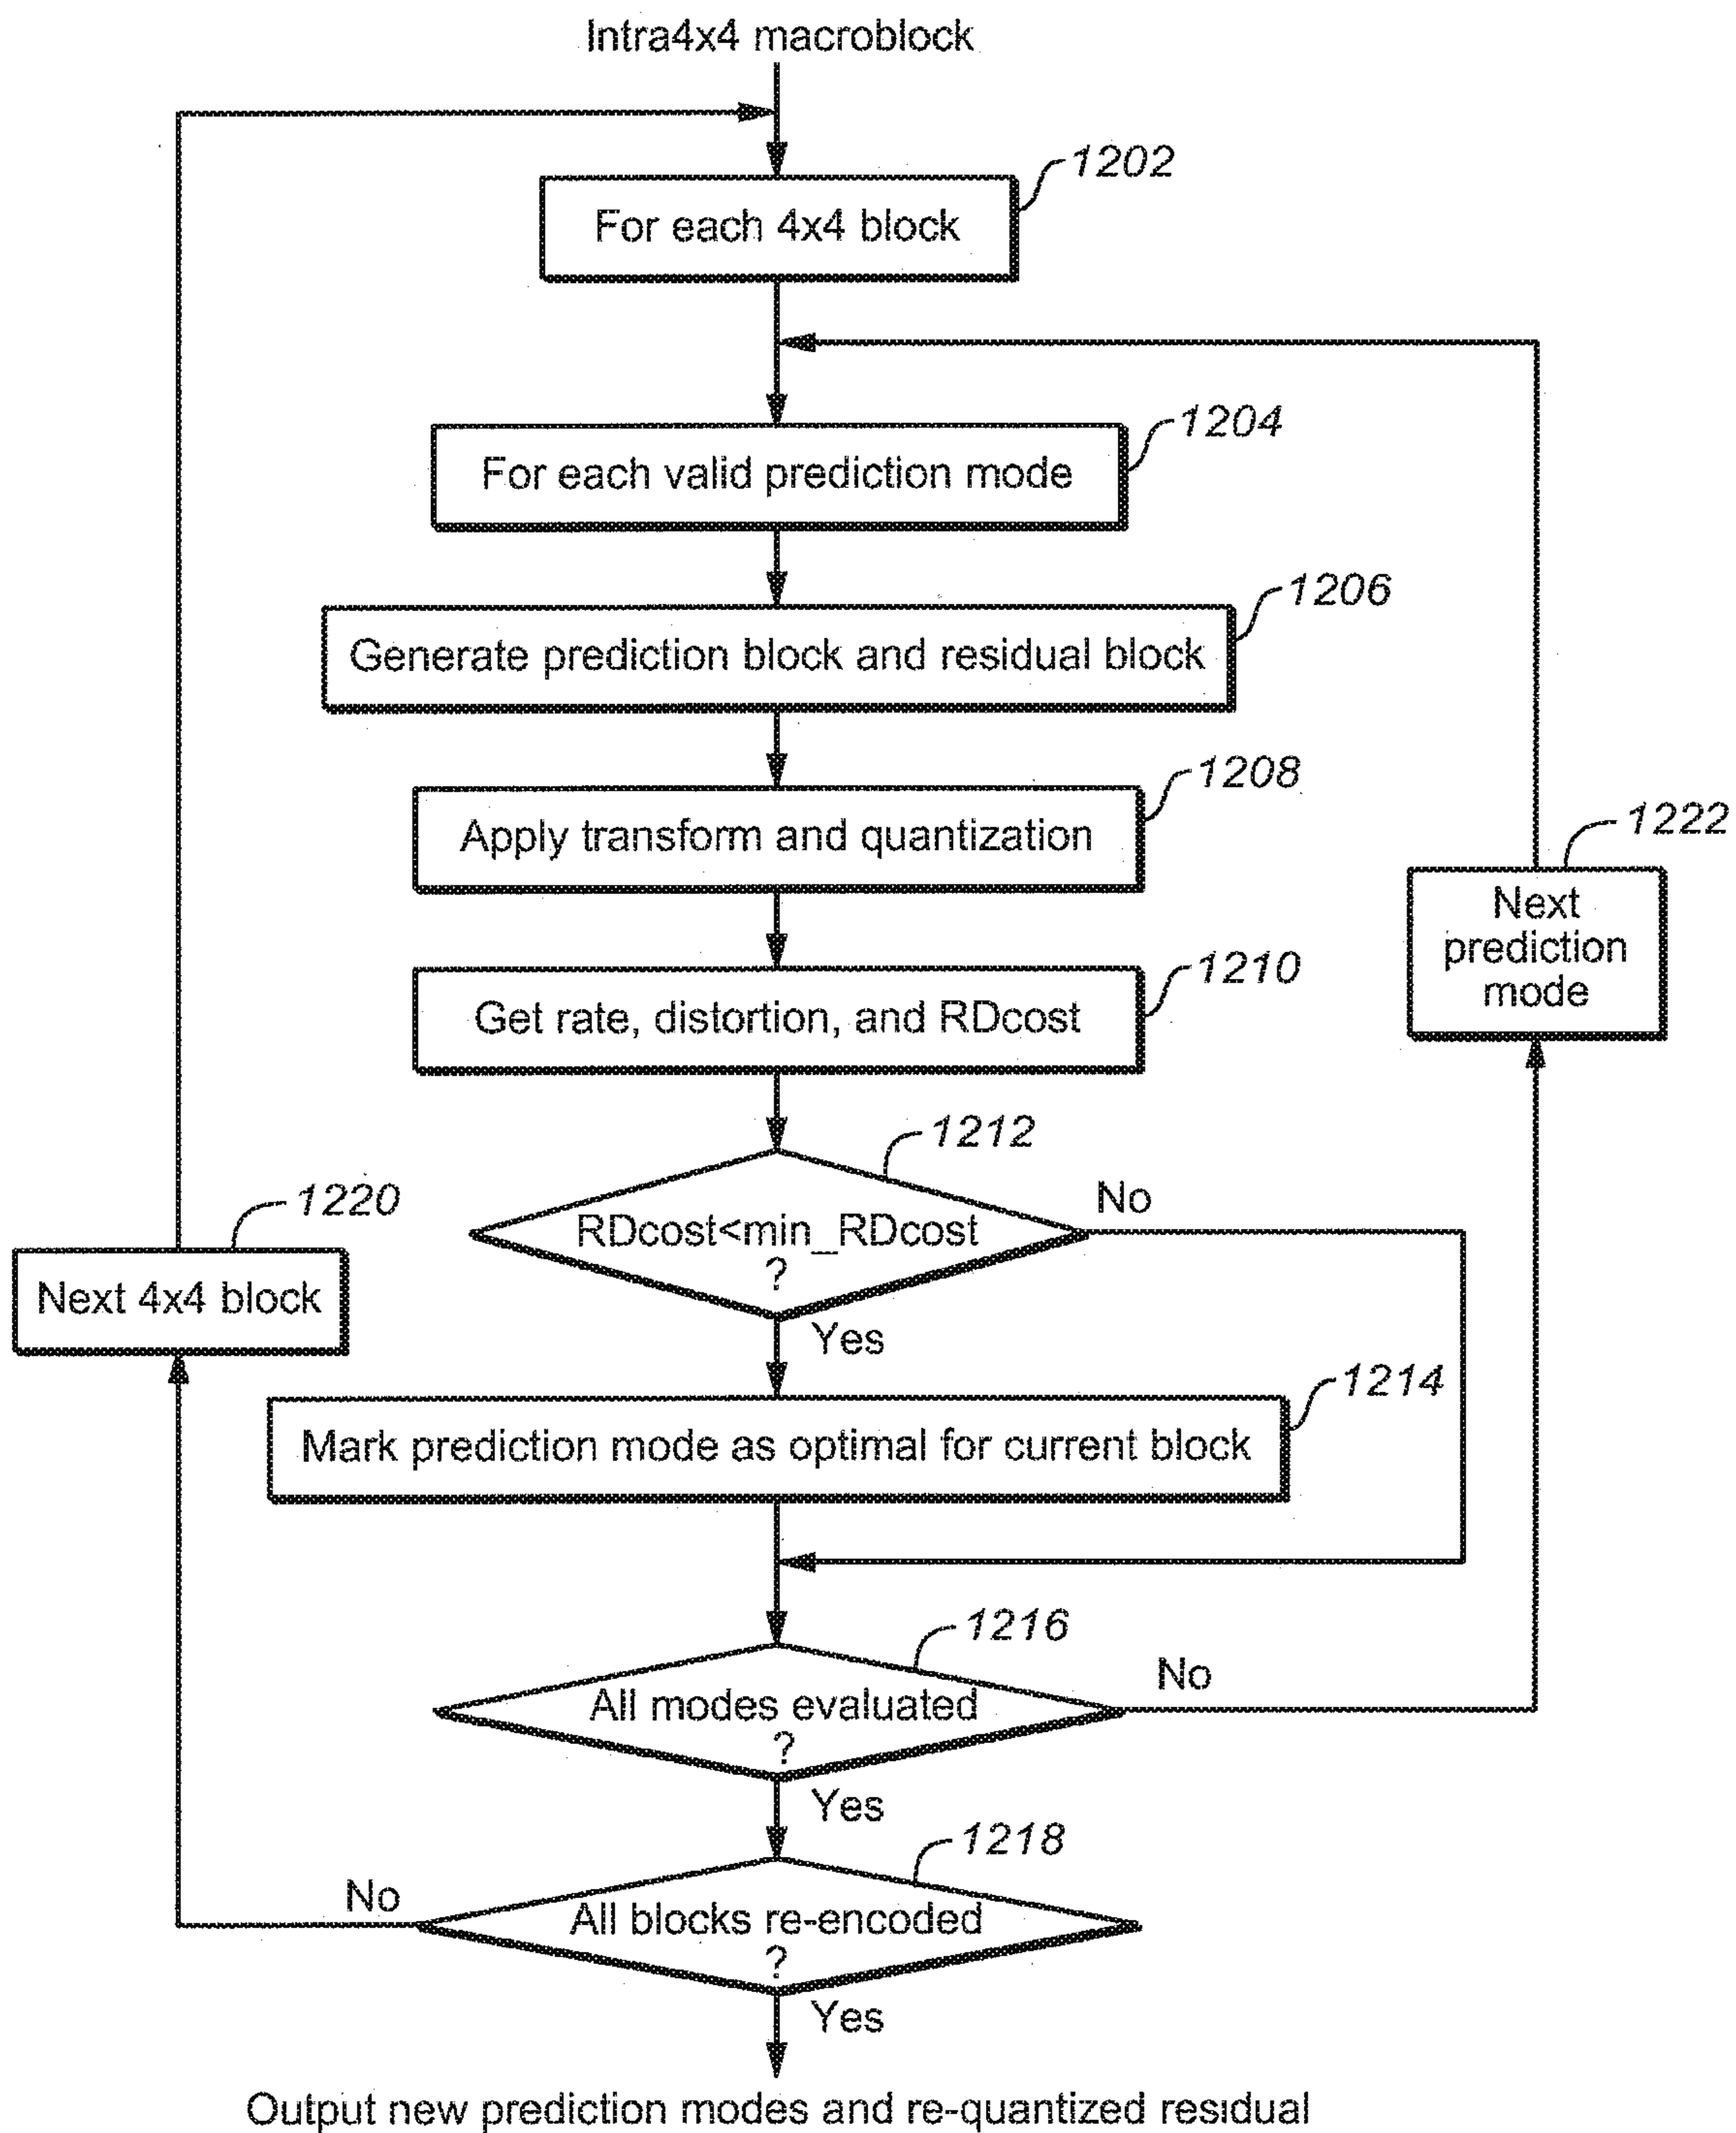 Intra4x4 macroblock
1202
For each 4x4 block
1204
For each valid prediction mode
1206
Generate prediction block and residual block
1208
Apply transform and quantization
1222
Next
prediction
mode
1210
Get rate, distortion, and RDcost
1212
RDcost<min_RDcost
?
No
Yes
1220
Next 4x4 block
1214
Mark prediction mode as optimal for current block
1216
All modes evaluated
?
No
Yes
1218
All blocks re-encoded
?
No
Yes
Output new prediction modes and re-quantized residual